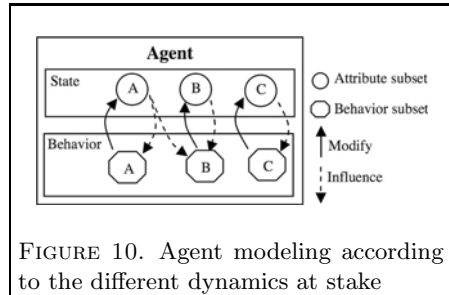 Agent
State
A
B
C
Attribute subset
Behavior subset
Behavior
A
B
C
Modify
Influence
FIGURE 10. Agent modeling according
to the different dynamics at stake